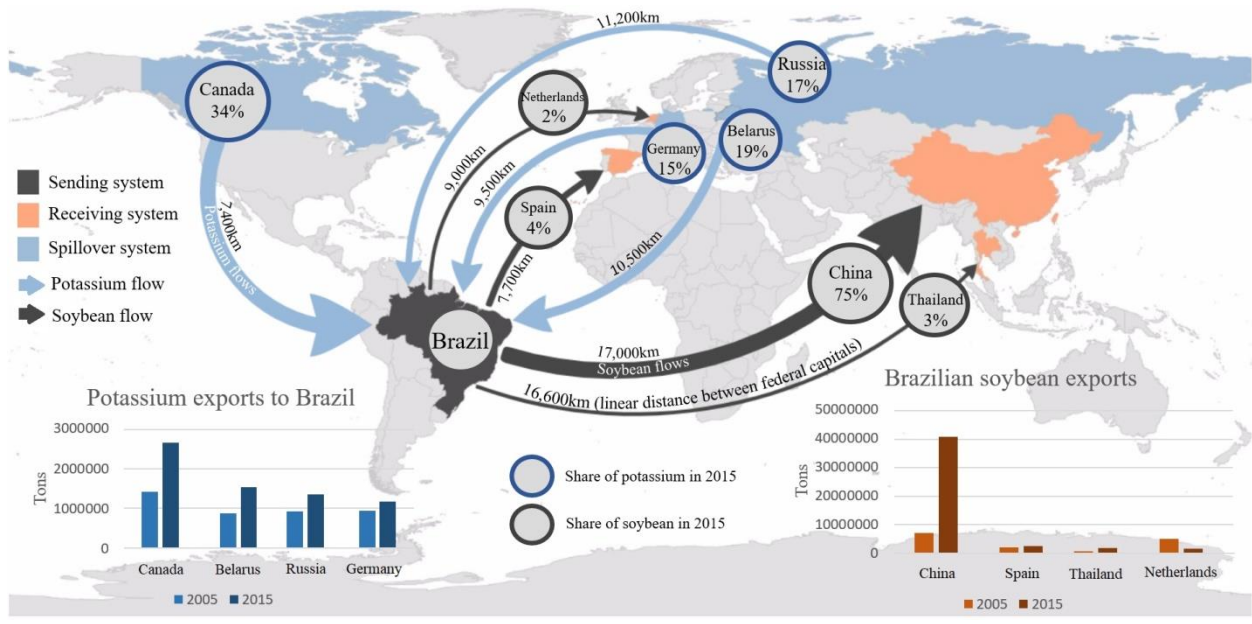 11,200km
Canada
34%
Russia
17%
Netherlands
2%
Belarus
19%
Germany
15%
9,000km
9,500km
Sending system
Receiving system
Spillover system
Potassium flow
Soybean flow
7,400km
Potassium flows
Spain
4%
7,700km
10,500km
China
75%
Thailand
3%
Brazil
17,000km
Soybean flows
16,600km (linear distance between federal capitals)
Potassium exports to Brazil
Tons
3000000
2000000
1000000
0
Canada Belarus Russia Germany
2005 2015
Share of potassium in 2015
Share of soybean in 2015
Brazilian soybean exports
Tons
50000000
40000000
30000000
20000000
10000000
0
China Spain Thailand Netherlands
2005 2015